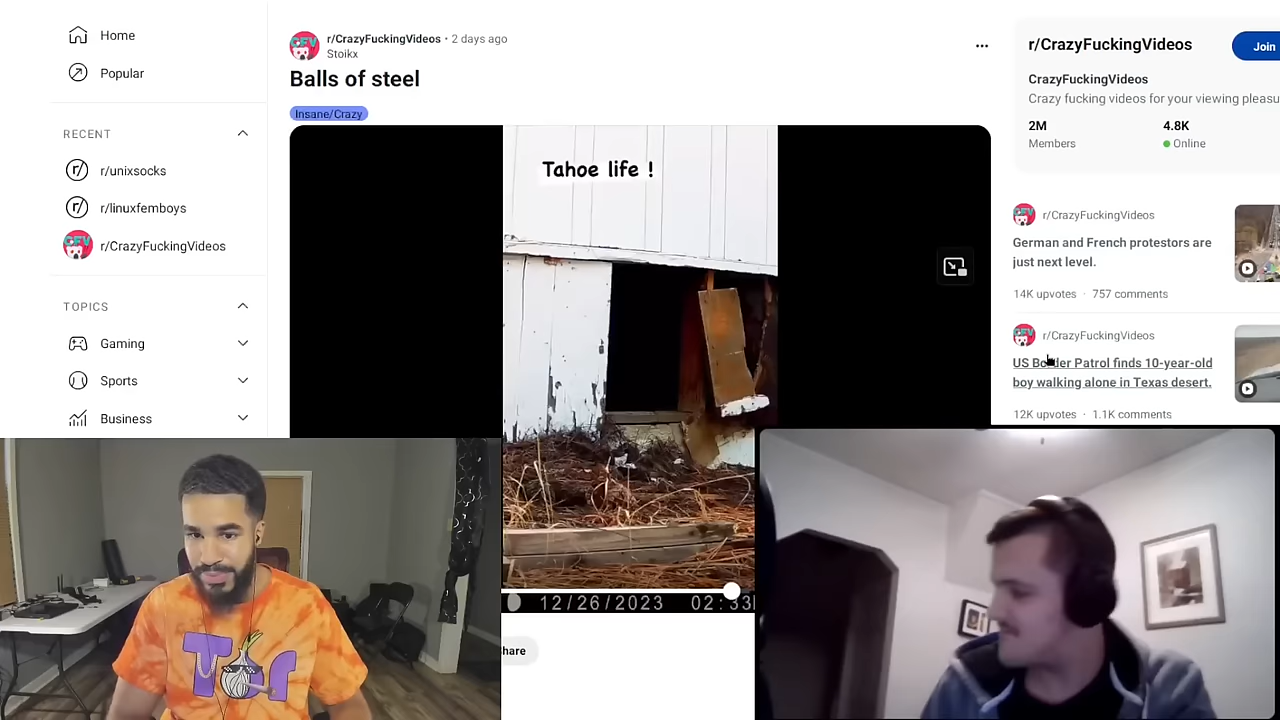 Home
Popular
RECENT
r/unixsocks
r/linuxfemboys
r/CrazyFuckingVideos
TOPICS
Gaming
Sports
Business
r/CrazyFuckingVideos • 2 days ago
Stoikx
Balls of steel
Insane/Crazy
Tahoe life !
12/26/2023 02:33
hare
r/CrazyFuckingVideos
Join
CrazyFuckingVideos
Crazy fucking videos for your viewing pleasu
2M
4.8K
Members
Online
r/CrazyFuckingVideos
German and French protestors are
just next level.
14K upvotes · 757 comments
r/CrazyFuckingVideos
US Border Patrol finds 10-year-old
boy walking alone in Texas desert.
12K upvotes · 1.1K comments
Tor